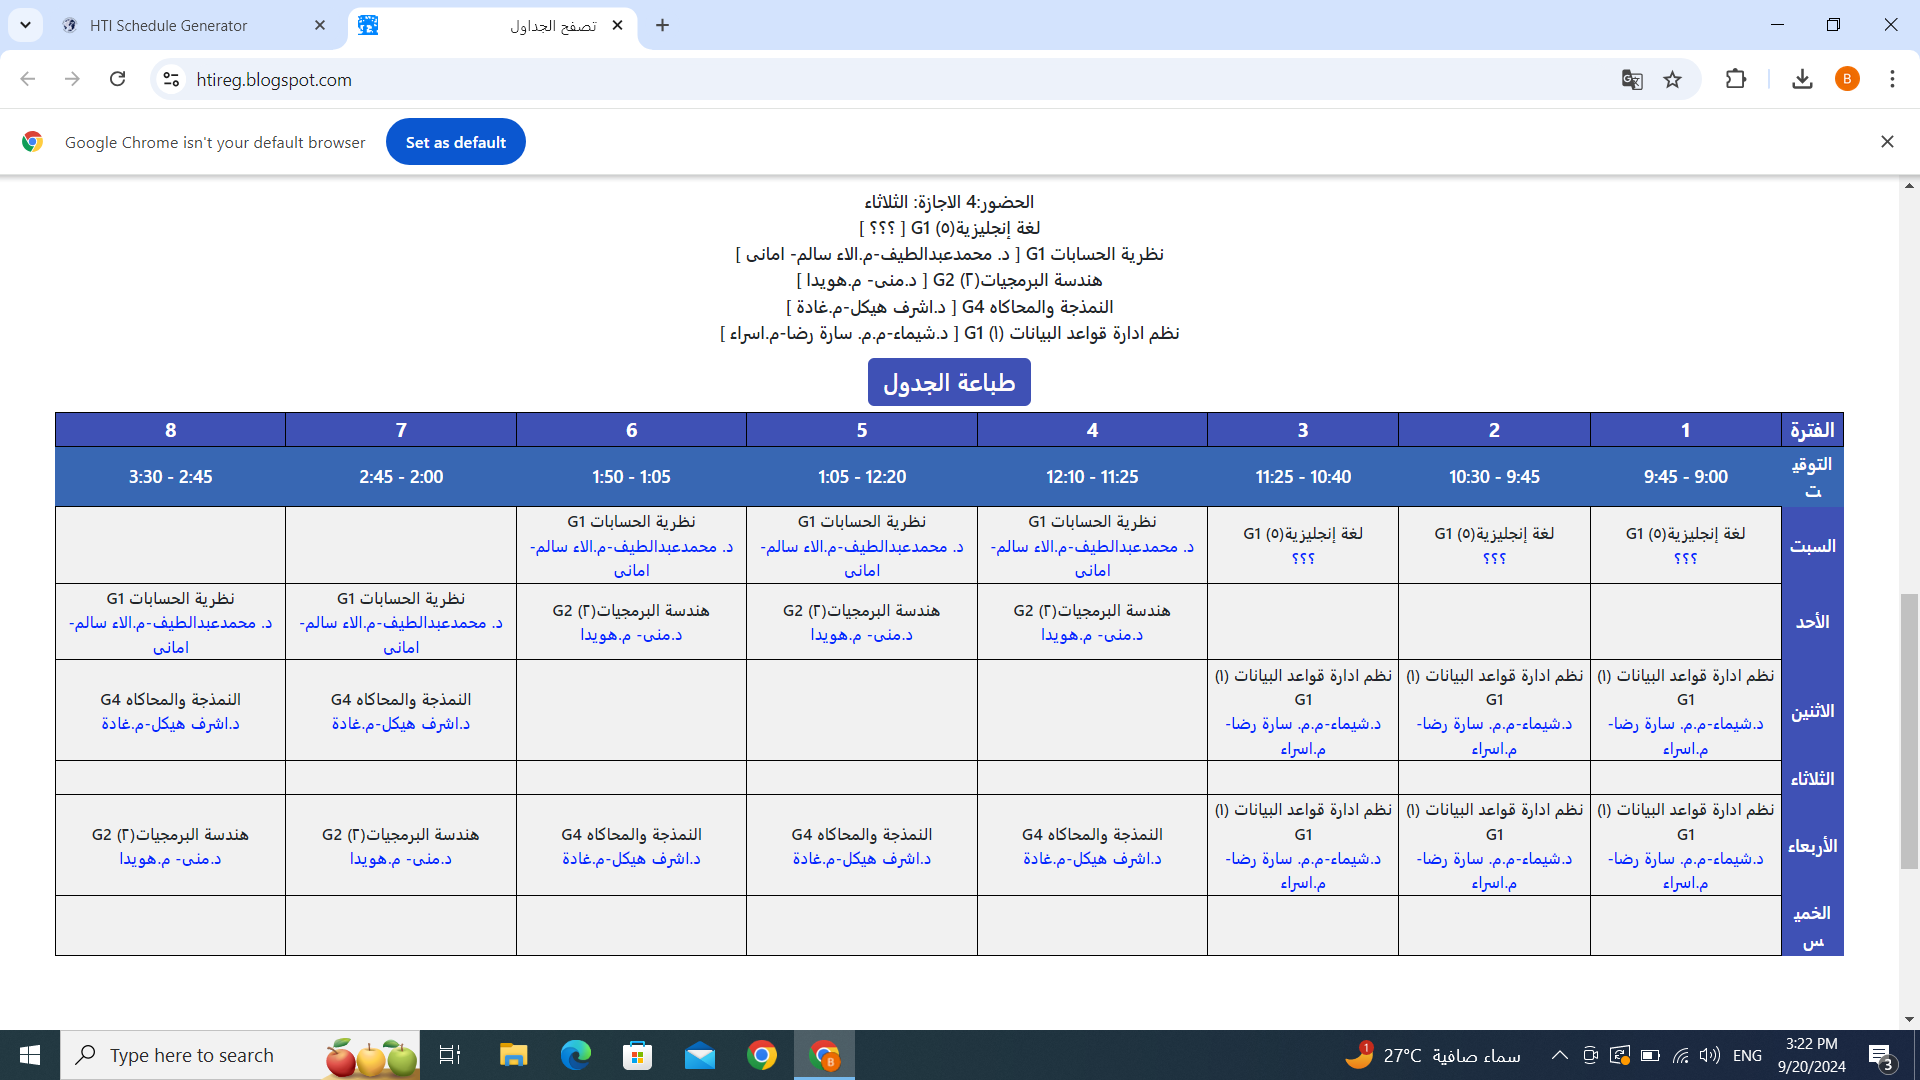 HTI Schedule Generator
تصفح الجداول
htireg.blogspot.com
B
Google Chrome isn't your default browser
Set as default
الحضور:4 الاجازة: الثلاثاء
لغة إنجليزية(٥) G1 [ ؟؟؟ ]
نظرية الحسابات G1 [ د. محمدعبدالطيف-م.الاء سالم- امانى ]
هندسة البرمجيات(٢) G2 [ د.منى- م.هويدا ]
النمذجة والمحاكاه G4 [ د.اشرف هيكل-م.غادة ]
نظم ادارة قواعد البيانات (١) G1 [ د.شيماء-م.م. سارة رضا-م.اسراء ]
طباعة الجدول
الفترة 1 2 3 4 5 6 7 8
التوقيت 9:00 - 9:45 9:45 - 10:30 10:40 - 11:25 11:25 - 12:10 12:20 - 1:05 1:05 - 1:50 2:00 - 2:45 2:45 - 3:30
السبت
لغة إنجليزية(٥) G1
؟؟؟
لغة إنجليزية(٥) G1
؟؟؟
لغة إنجليزية(٥) G1
؟؟؟
نظرية الحسابات G1
د. محمدعبدالطيف-م.الاء سالم-
امانى
نظرية الحسابات G1
د. محمدعبدالطيف-م.الاء سالم-
امانى
نظرية الحسابات G1
د. محمدعبدالطيف-م.الاء سالم-
امانى
الأحد
هندسة البرمجيات(٢) G2
د.منى- م.هويدا
هندسة البرمجيات(٢) G2
د.منى- م.هويدا
هندسة البرمجيات(٢) G2
د.منى- م.هويدا
نظرية الحسابات G1
د. محمدعبدالطيف-م.الاء سالم-
امانى
نظرية الحسابات G1
د. محمدعبدالطيف-م.الاء سالم-
امانى
الاثنين
نظم ادارة قواعد البيانات (١)
G1
د.شيماء-م.م. سارة رضا-
م.اسراء
نظم ادارة قواعد البيانات (١)
G1
د.شيماء-م.م. سارة رضا-
م.اسراء
نظم ادارة قواعد البيانات (١)
G1
د.شيماء-م.م. سارة رضا-
م.اسراء
النمذجة والمحاكاه G4
د.اشرف هيكل-م.غادة
النمذجة والمحاكاه G4
د.اشرف هيكل-م.غادة
الثلاثاء
الأربعاء
نظم ادارة قواعد البيانات (١)
G1
د.شيماء-م.م. سارة رضا-
م.اسراء
نظم ادارة قواعد البيانات (١)
G1
د.شيماء-م.م. سارة رضا-
م.اسراء
نظم ادارة قواعد البيانات (١)
G1
د.شيماء-م.م. سارة رضا-
م.اسراء
النمذجة والمحاكاه G4
د.اشرف هيكل-م.غادة
النمذجة والمحاكاه G4
د.اشرف هيكل-م.غادة
النمذجة والمحاكاه G4
د.اشرف هيكل-م.غادة
هندسة البرمجيات(٢) G2
د.منى- م.هويدا
هندسة البرمجيات(٢) G2
د.منى- م.هويدا
الخميس
Type here to search
B
1
27°C سماء صافية
ENG
3:22 PM
9/20/2024
3